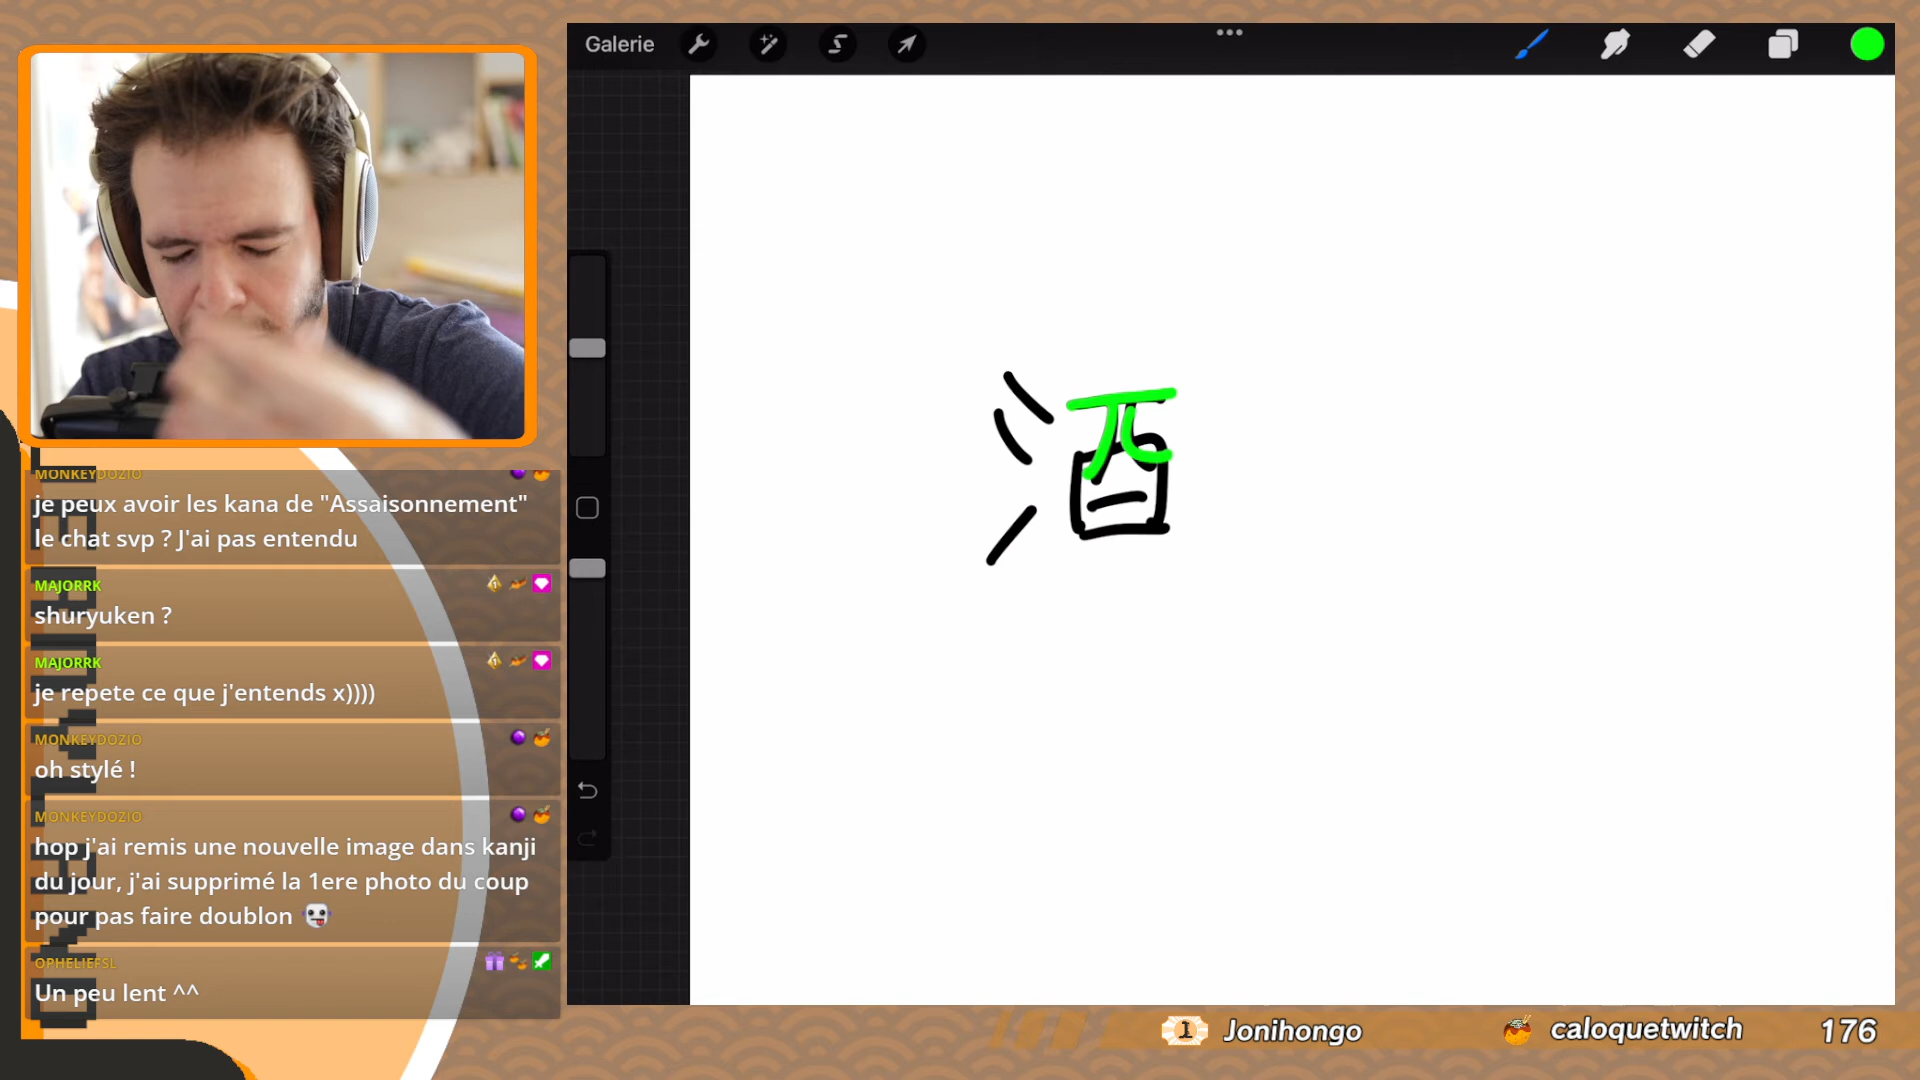 Galerie
酒
MONKEYDOZIO
je peux avoir les kana de "Assaisonnement"
le chat svp ? J'ai pas entendu
MAJORRK
shuryuken ?
MAJORRK
je repete ce que j'entends x))))
MONKEYDOZIO
oh stylé !
MONKEYDOZIO
hop j'ai remis une nouvelle image dans kanji
du jour, j'ai supprimé la 1ere photo du coup
pour pas faire doublon
OPHELIEFSL
Un peu lent ^^
1 Jonihongo
caloquetwitch
176